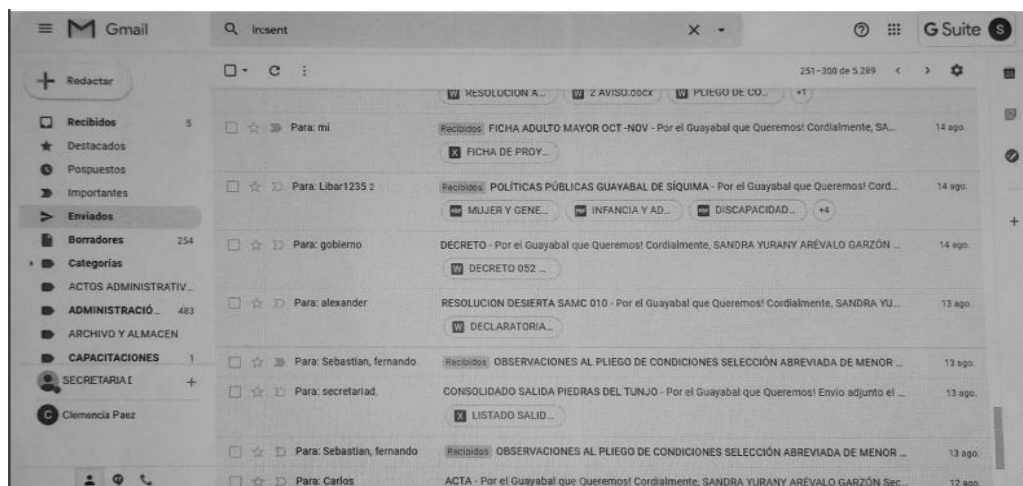 Gmail
in:sent
G Suite
S
Redactar
251–300 de 5.289
RESOLUCION A...
2 AVISO.docx
PLIEGO DE CO...
+1
Recibidos 5
Destacados
Pospuestos
Importantes
Enviados
Borradores 254
Categorías
ACTOS ADMINISTRATIV...
ADMINISTRACIÓ... 483
ARCHIVO Y ALMACEN
CAPACITACIONES 1
SECRETARIA D
Clemencia Paez
C
Para: mí Recibidos FICHA ADULTO MAYOR OCT -NOV - Por el Guayabal que Queremos! Cordialmente, SA... 14 ago.
X FICHA DE PROY...
Para: Libar1235 2 Recibidos POLÍTICAS PÚBLICAS GUAYABAL DE SÍQUIMA - Por el Guayabal que Queremos! Cord... 14 ago.
PDF MUJER Y GENE... PDF INFANCIA Y AD... PDF DISCAPACIDAD... +4
Para: gobierno DECRETO - Por el Guayabal que Queremos! Cordialmente, SANDRA YURANY ARÉVALO GARZÓN ... 14 ago.
W DECRETO 052 ...
Para: alexander RESOLUCION DESIERTA SAMC 010 - Por el Guayabal que Queremos! Cordialmente, SANDRA YU... 13 ago.
W DECLARATORIA...
Para: Sebastian, fernando Recibidos OBSERVACIONES AL PLIEGO DE CONDICIONES SELECCIÓN ABREVIADA DE MENOR ... 13 ago.
Para: secretariad. CONSOLIDADO SALIDA PIEDRAS DEL TUNJO - Por el Guayabal que Queremos! Envio adjunto el ... 13 ago.
X LISTADO SALID...
Para: Sebastian, fernando Recibidos OBSERVACIONES AL PLIEGO DE CONDICIONES SELECCIÓN ABREVIADA DE MENOR ... 13 ago.
Para: Carlos ACTA - Por el Guayabal que Queremos! Cordialmente, SANDRA YURANY ARÉVALO GARZÓN Sec... 12 ago.